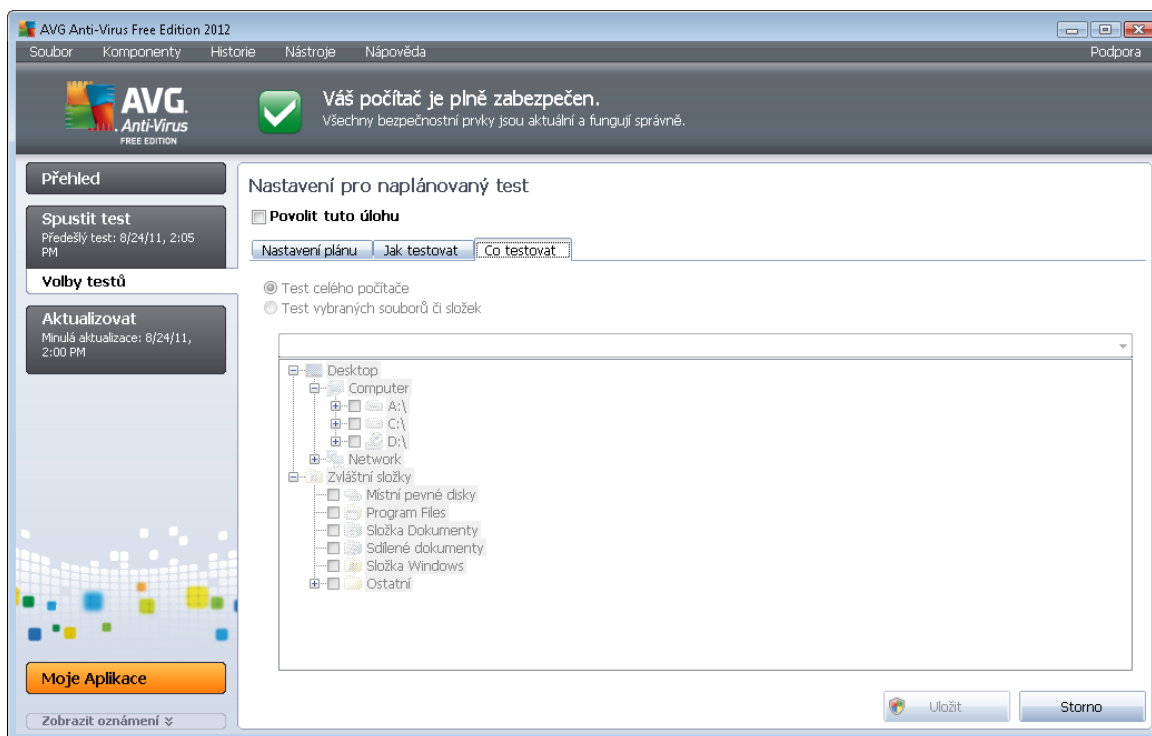 AVG Anti-Virus Free Edition 2012
Soubor Komponenty Historie Nástroje Nápověda Podpora
AVG.
Anti-Virus
FREE EDITION
Váš počítač je plně zabezpečen.
Všechny bezpečnostní prvky jsou aktuální a fungují správně.
Přehled
Spustit test
Předešlý test: 8/24/11, 2:05
PM
Volby testů
Aktualizovat
Minulá aktualizace: 8/24/11,
2:00 PM
Moje Aplikace
Zobrazit oznámení
Nastavení pro naplánovaný test
Povolit tuto úlohu
Nastavení plánu Jak testovat Co testovat
Test celého počítače
Test vybraných souborů či složek
Desktop
Computer
A:\
C:\
D:\
Network
Zvláštní složky
Místní pevné disky
Program Files
Složka Dokumenty
Sdílené dokumenty
Složka Windows
Ostatní
Uložit Storno